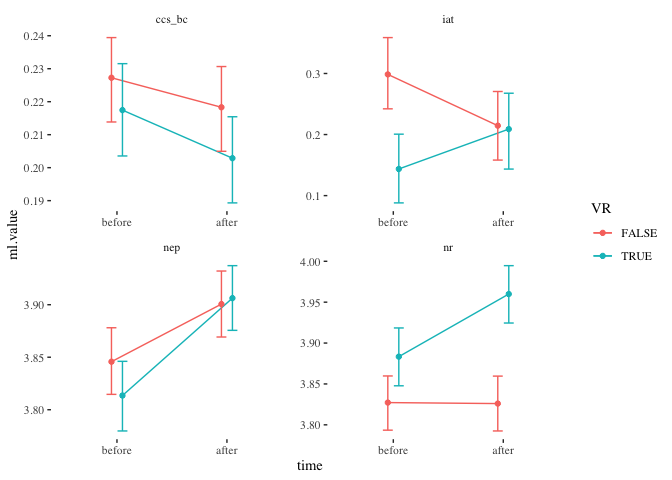 ccs_bc
iat
0.24
0.23
0.22
0.21
0.20
0.19
0.3
0.2
0.1
before
after
before
after
nep
nr
3.90
3.85
3.80
4.00
3.95
3.90
3.85
3.80
before
after
before
after
ml.value
time
VR
FALSE
TRUE